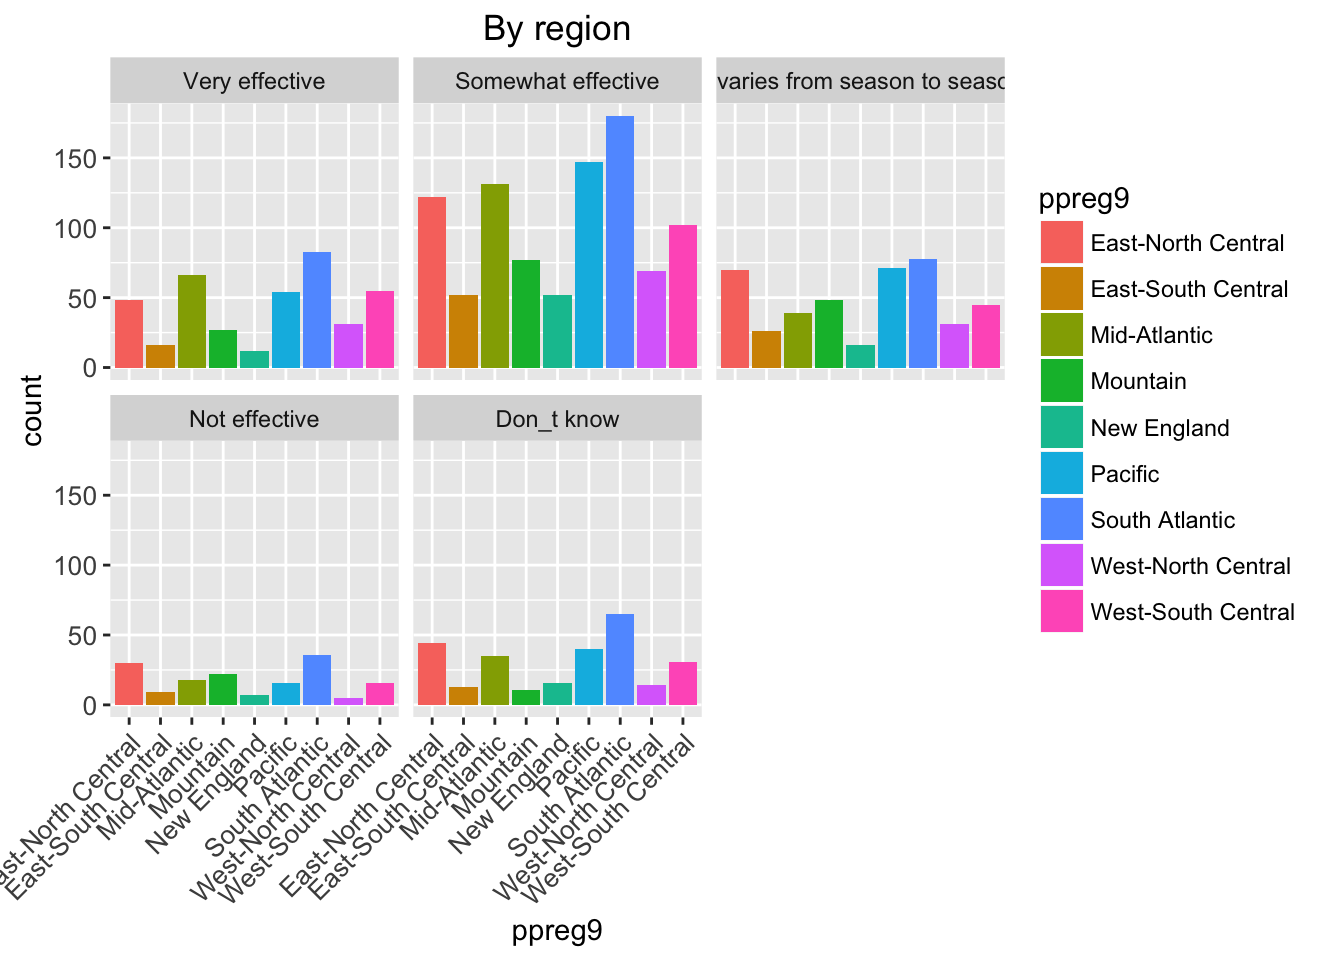 By region
Very effective
Somewhat effective
varies from season to
Not effective
Don_t know
count
150
100
50
0
150
100
50
0
East-South Central
Mid-Atlantic
Mountain
New England
Pacific
South Atlantic
West-North Central
West-South Central
East-North Central
East-South Central
Mid-Atlantic
Mountain
New England
Pacific
South Atlantic
West-North Central
West-South Central
ppreg9
ppreg9
East-North Central
East-South Central
Mid-Atlantic
Mountain
New England
Pacific
South Atlantic
West-North Central
West-South Central